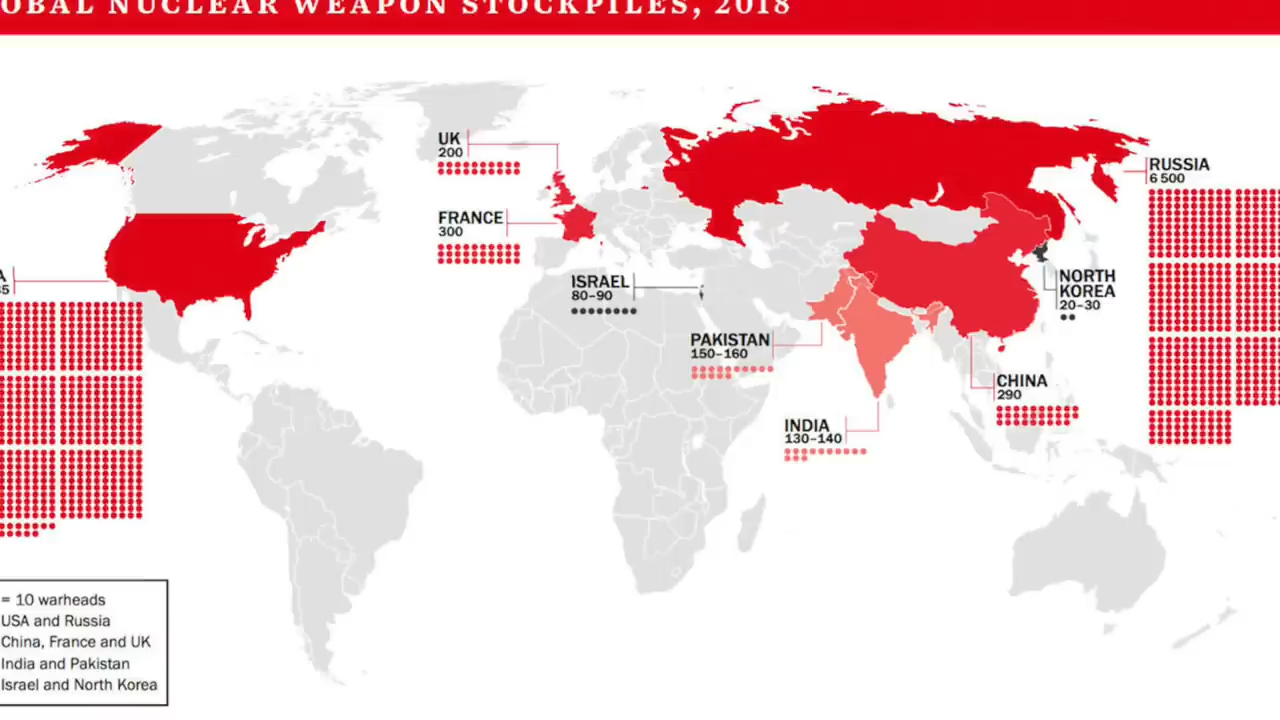 OBAL NUCLEAR WEAPON STOCKPILES, 2018
UK
200
FRANCE
300
ISRAEL
80–90
PAKISTAN
150–160
INDIA
130–140
RUSSIA
6 500
NORTH
KOREA
20–30
CHINA
290
A
85
= 10 warheads
USA and Russia
China, France and UK
India and Pakistan
Israel and North Korea